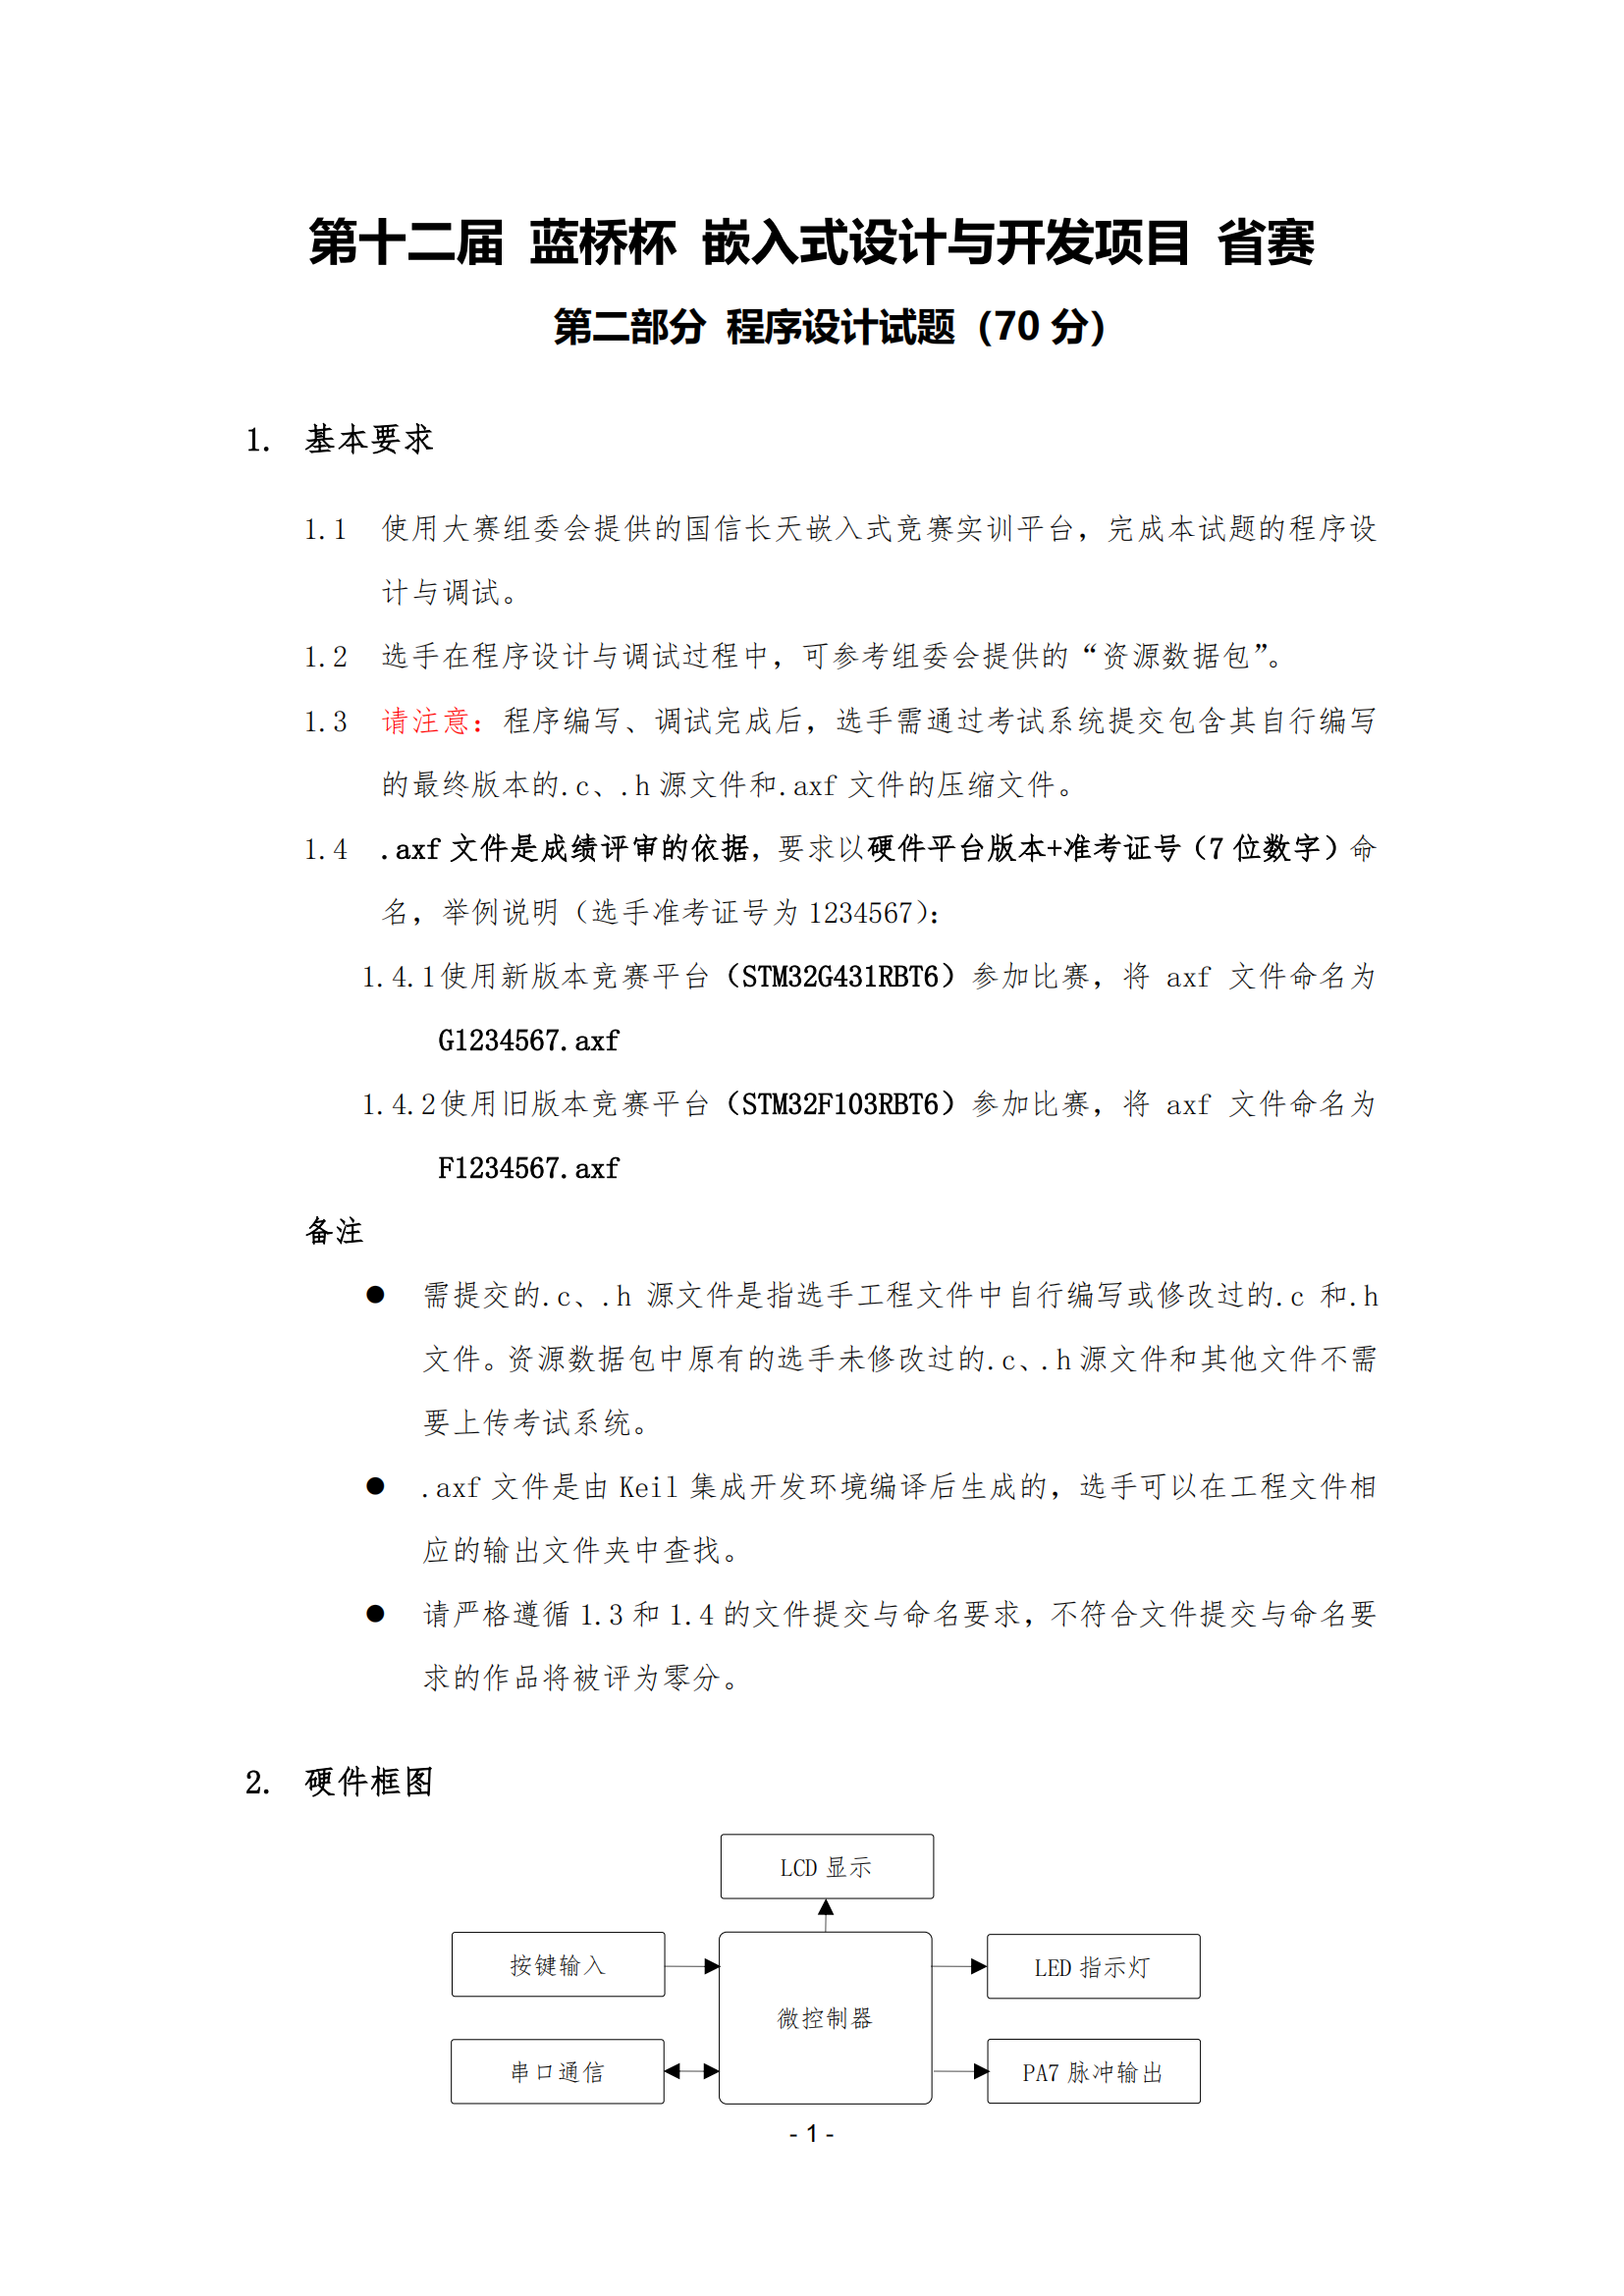 第十二届 蓝桥杯 嵌入式设计与开发项目 省赛
第二部分 程序设计试题（70 分）
1. 基本要求
1.1 使用大赛组委会提供的国信长天嵌入式竞赛实训平台，完成本试题的程序设
计与调试。
1.2 选手在程序设计与调试过程中，可参考组委会提供的“资源数据包”。
1.3 请注意：程序编写、调试完成后，选手需通过考试系统提交包含其自行编写
的最终版本的.c、.h 源文件和.axf 文件的压缩文件。
1.4 .axf 文件是成绩评审的依据，要求以硬件平台版本+准考证号（7 位数字）命
名，举例说明（选手准考证号为 1234567）：
1.4.1 使用新版本竞赛平台（STM32G431RBT6）参加比赛，将 axf 文件命名为
G1234567.axf
1.4.2 使用旧版本竞赛平台（STM32F103RBT6）参加比赛，将 axf 文件命名为
F1234567.axf
备注
● 需提交的.c、.h 源文件是指选手工程文件中自行编写或修改过的.c 和.h
文件。资源数据包中原有的选手未修改过的.c、.h 源文件和其他文件不需
要上传考试系统。
● .axf 文件是由 Keil 集成开发环境编译后生成的，选手可以在工程文件相
应的输出文件夹中查找。
● 请严格遵循 1.3 和 1.4 的文件提交与命名要求，不符合文件提交与命名要
求的作品将被评为零分。
2. 硬件框图
LCD 显示
按键输入
LED 指示灯
微控制器
串口通信
PA7 脉冲输出
- 1 -